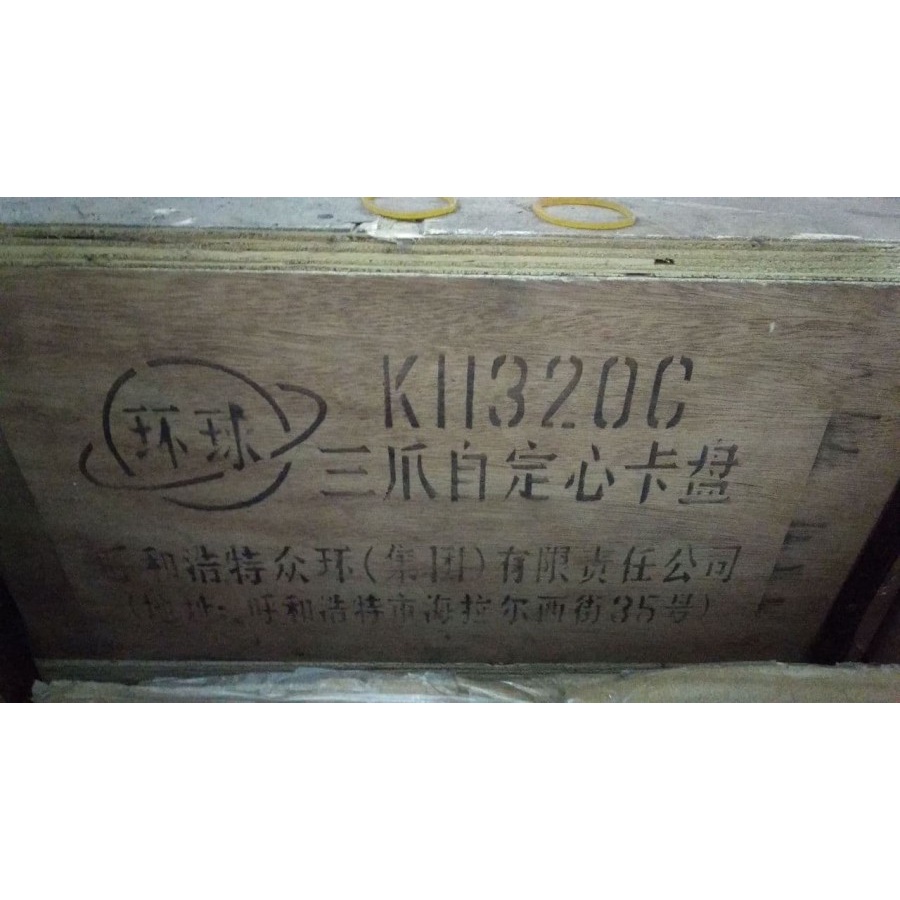 环球
K11320C
三爪自定心卡盘
呼和浩特众环(集团)有限责任公司
(地址:呼和浩特市海拉尔西街35号)